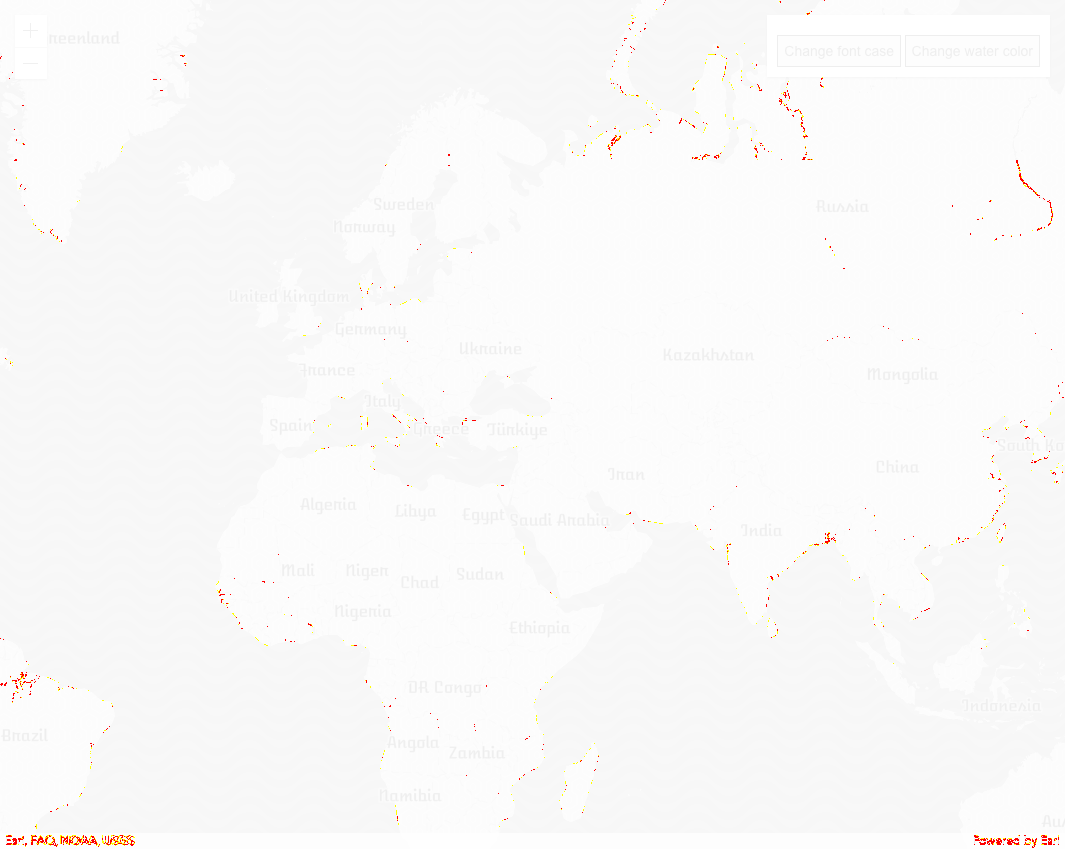 reenland
Change font case
Change water color
Sweden
Russia
Norway
United Kingdom
Germany
Ukraine
Kazakhstan
France
Mongolia
Italy
Spain
Greece
Türkiye
South Ko
Iran
China
Algeria
Libya
Egypt
Saudi Arabia
India
Mali
Niger
Chad
Sudan
Nigeria
Ethiopia
DR Congo
Indonesia
Brazil
Angola
Zambia
Namibia
Aus
Esri, FAO, NOAA, USGS
Powered by Esri